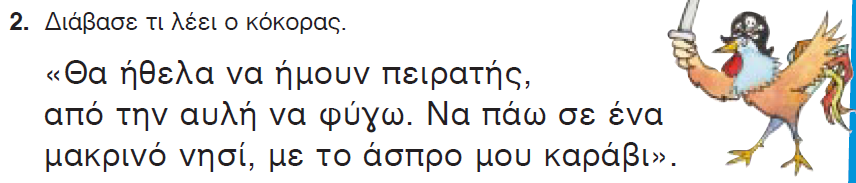 2. Διάβασε τι λέει ο κόκορας.
«Θα ήθελα να ήμουν πειρατής,
από την αυλή να φύγω. Να πάω σε ένα
μακρινό νησί, με το άσπρο μου καράβι».